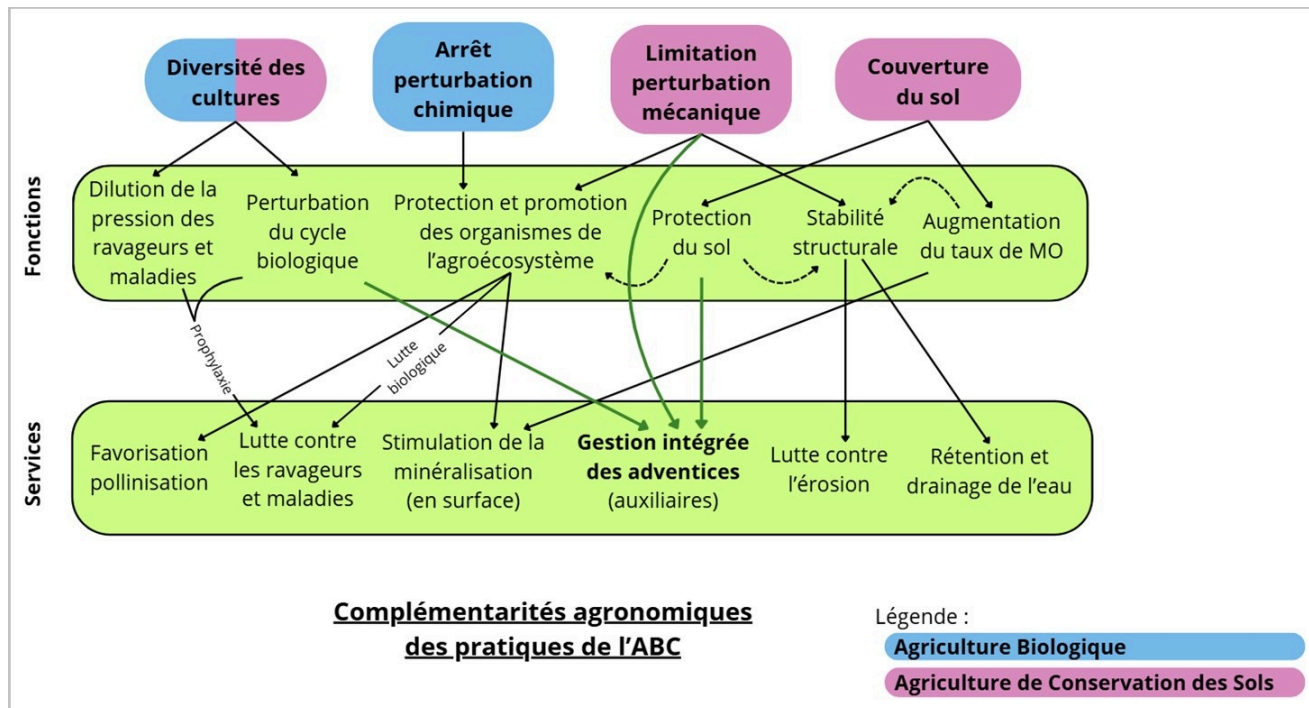 Diversité des
cultures
Arrêt
perturbation
chimique
Limitation
perturbation
mécanique
Couverture
du sol
Fonctions
Dilution de la
pression des
ravageurs et
maladies
Perturbation
du cycle
biologique
Protection et promotion
des organismes de
l'agroécosystème
Protection
du sol
Stabilité
structurale
Augmentation
du taux de MO
Prophylaxie
Lutte
biologique
Services
Favorisation
pollinisation
Lutte contre
les ravageurs
et maladies
Stimulation de la
minéralisation
(en surface)
Gestion intégrée
des adventices
(auxiliaires)
Lutte contre
l'érosion
Rétention et
drainage de l'eau
Complémentarités agronomiques
des pratiques de l'ABC
Légende :
Agriculture Biologique
Agriculture de Conservation des Sols